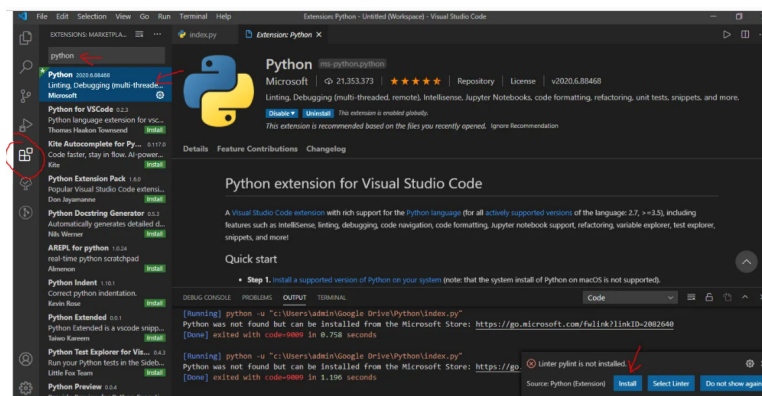 File Edit Selection View Go Run Terminal Help
Extension: Python - Untitled (Workspace) - Visual Studio Code
EXTENSIONS: MARKETPLA...
python
Python 2020.6.88468
Linting, Debugging (multi-threade...
Microsoft
Python for VSCode 0.2.3
Python language extension for vsc...
Thomas Haakon Townsend Install
Kite Autocomplete for Py... 0.117.0
Code faster, stay in flow. AI-power...
Kite Install
Python Extension Pack 1.6.0
Popular Visual Studio Code extensi...
Don Jayamanne Install
Python Docstring Generator 0.5.3
Automatically generates detailed d...
Nils Werner Install
AREPL for python 1.0.24
real-time python scratchpad
Almenon Install
Python Indent 1.10.1
Correct python indentation.
Kevin Rose Install
Python Extended 0.0.1
Python Extended is a vscode snipp...
Taiwo Kareem Install
Python Test Explorer for Vis... 0.4.3
Run your Python tests in the Sideb...
Little Fox Team Install
Python Preview 0.0.4
index.py
Extension: Python
Python ms-python.python
Microsoft 21,353,373 Repository License v2020.6.88468
Linting, Debugging (multi-threaded, remote), Intellisense, Jupyter Notebooks, code formatting, refactoring, unit tests, snippets, and more.
Disable Uninstall This extension is enabled globally.
This extension is recommended based on the files you recently opened. Ignore Recommendation
Details Feature Contributions Changelog
Python extension for Visual Studio Code
A Visual Studio Code extension with rich support for the Python language (for all actively supported versions of the language: 2.7, >=3.5), including
features such as IntelliSense, linting, debugging, code navigation, code formatting, Jupyter notebook support, refactoring, variable explorer, test explorer,
snippets, and more!
Quick start
• Step 1. Install a supported version of Python on your system (note: that the system install of Python on macOS is not supported).
DEBUG CONSOLE PROBLEMS OUTPUT TERMINAL Code
[Running] python -u "c:\Users\admin\Google Drive\Python\index.py"
Python was not found but can be installed from the Microsoft Store: https://go.microsoft.com/fwlink?linkID=2082640
[Done] exited with code=9009 in 0.758 seconds
[Running] python -u "c:\Users\admin\Google Drive\Python\index.py"
Python was not found but can be installed from the Microsoft Store: https://go.
[Done] exited with code=9009 in 1.196 seconds
Linter pylint is not installed.
Source: Python (Extension) Install Select Linter Do not show again